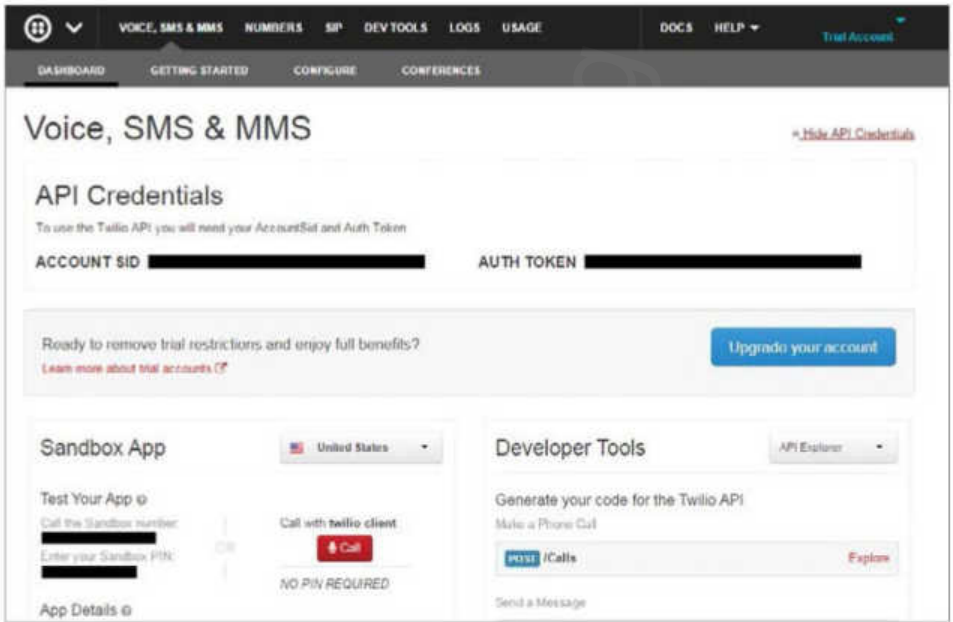 VOICE, SMS & MMS NUMBERS SIP DEV TOOLS LOGS USAGE DOCS HELP Trial Account
DASHBOARD GETTING STARTED CONFIGURE CONFERENCES
Voice, SMS & MMS
Hide API Credentials
API Credentials
To use the Twilio API you will need your AccountSid and Auth Token
ACCOUNT SID AUTH TOKEN
Ready to remove trial restrictions and enjoy full benefits?
Upgrade your account
Learn more about trial accounts
Sandbox App
United States
Test Your App
Call the Sandbox number:
Enter your Sandbox PIN:
OR
Call with twilio client
Call
NO PIN REQUIRED
App Details
Developer Tools
API Explorer
Generate your code for the Twilio API
Make a Phone Call
POST /Calls Explore
Send a Message